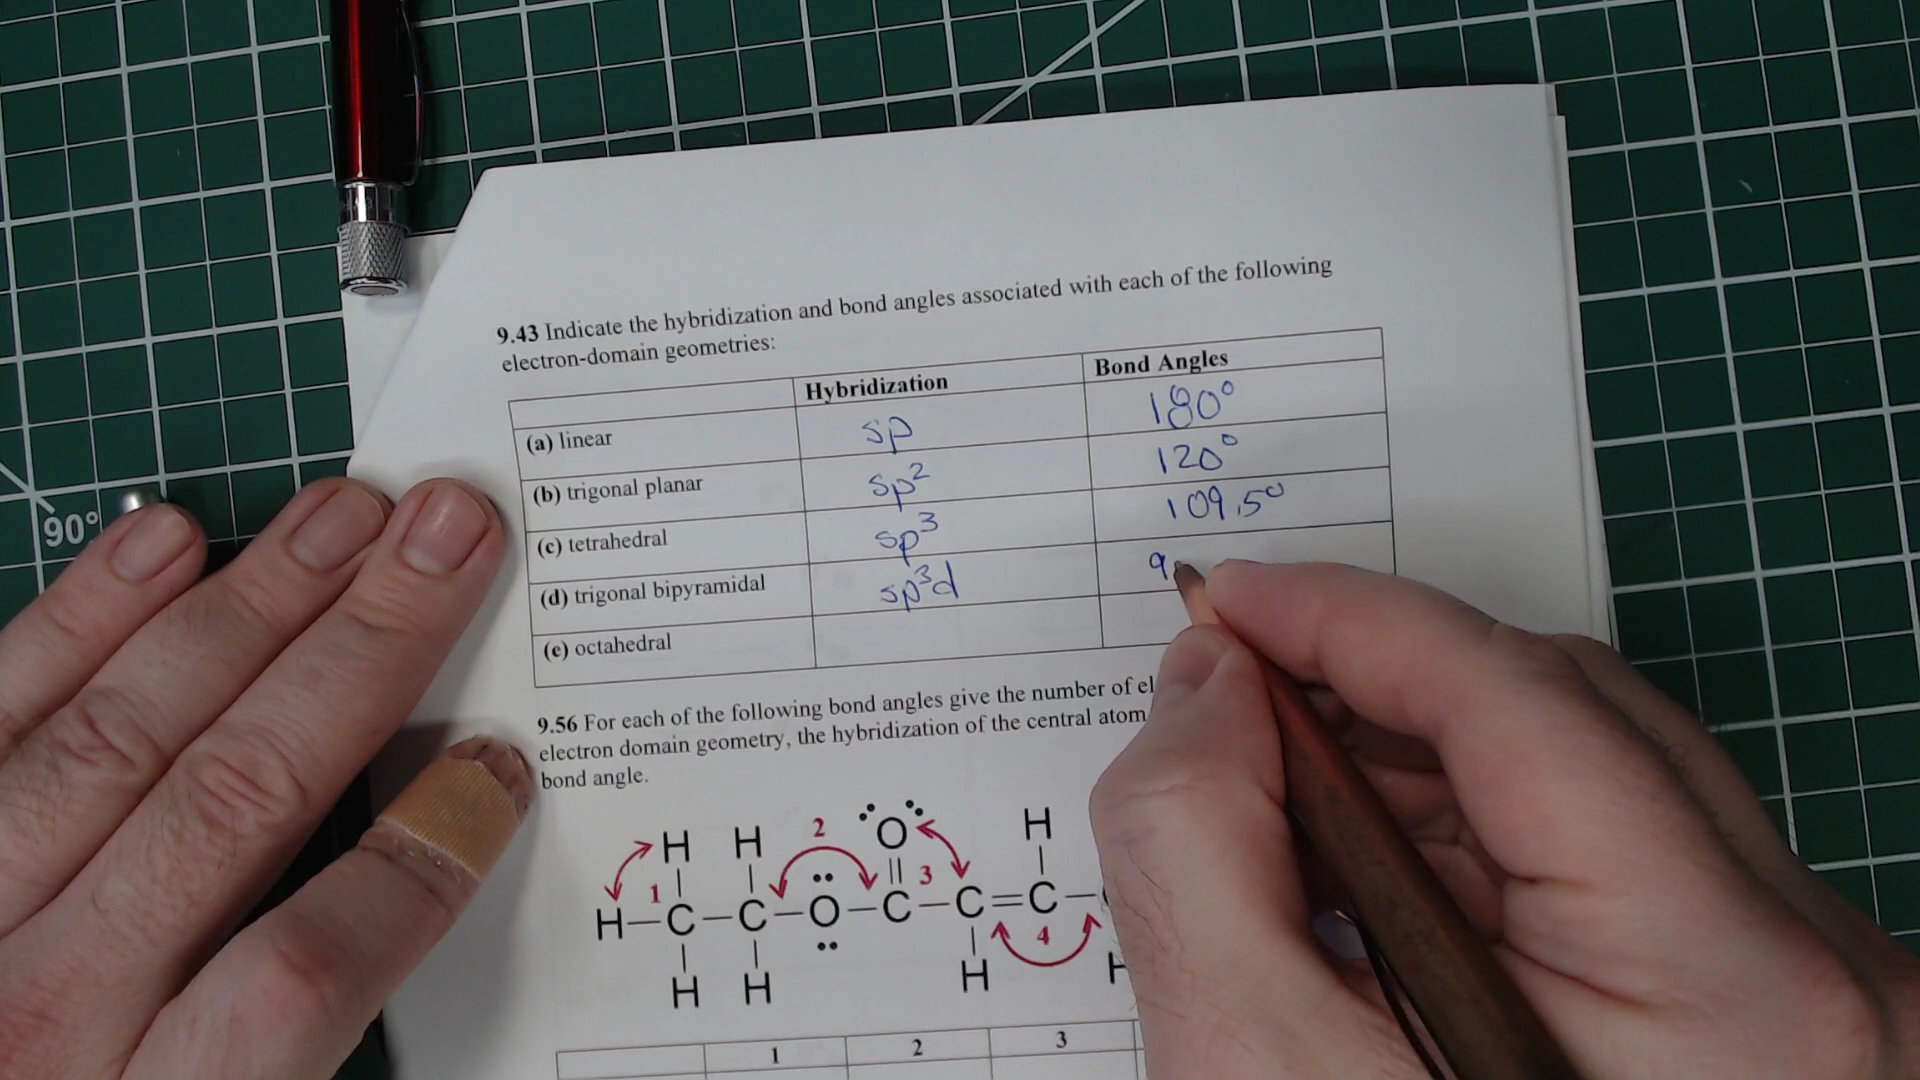 90°
9.43 Indicate the hybridization and bond angles associated with each of the following
electron-domain geometries:
Hybridization Bond Angles
(a) linear sp 180°
(b) trigonal planar sp² 120°
(c) tetrahedral sp³ 109.5°
(d) trigonal bipyramidal sp³d 9
(e) octahedral
9.56 For each of the following bond angles give the number of el
electron domain geometry, the hybridization of the central atom
bond angle.
H H 2 O H
1 3
H–C–C–O–C–C=C–
4
H H H H
1 2 3